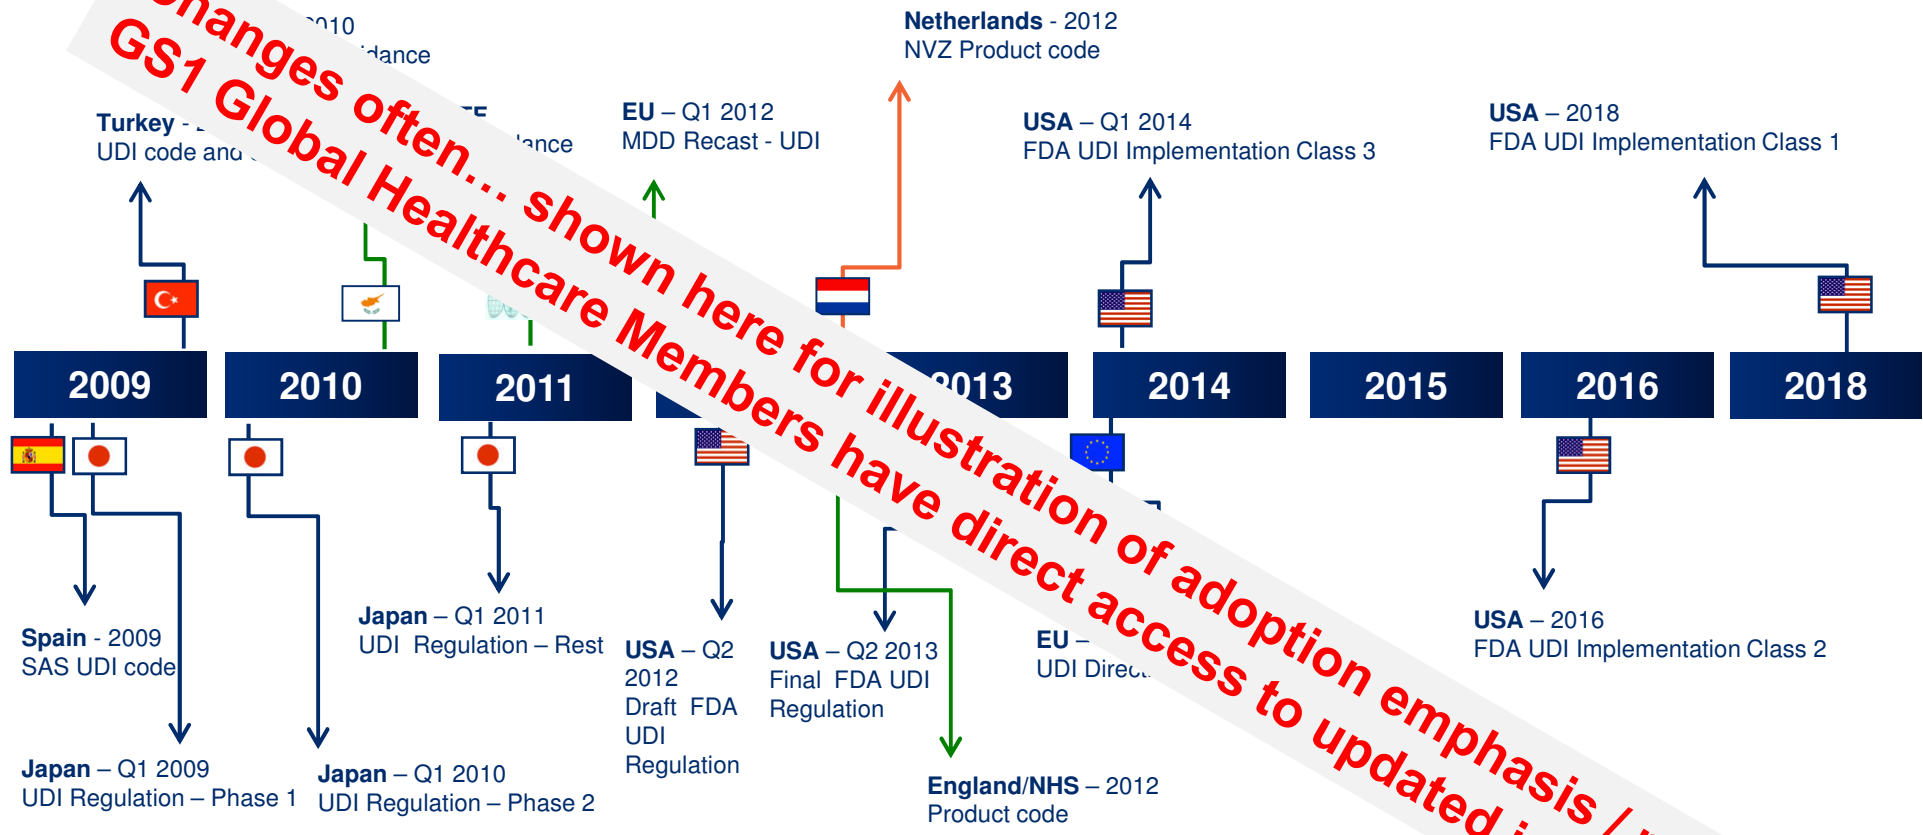 Changes often… shown here for illustration of adoption emphasis /
GS1 Global Healthcare Members have direct access to updated
2010
Netherlands - 2012
NVZ Product code
Turkey -
UDI code and
EU – Q1 2012
MDD Recast - UDI
USA – Q1 2014
FDA UDI Implementation Class 3
USA – 2018
FDA UDI Implementation Class 1
2009
2010
2011
2013
2014
2015
2016
2018
Spain - 2009
SAS UDI code
Japan – Q1 2009
UDI Regulation – Phase 1
Japan – Q1 2010
UDI Regulation – Phase 2
Japan – Q1 2011
UDI Regulation – Rest
USA – Q2
2012
Draft FDA
UDI
Regulation
USA – Q2 2013
Final FDA UDI
Regulation
England/NHS – 2012
Product code
EU –
UDI
USA – 2016
FDA UDI Implementation Class 2